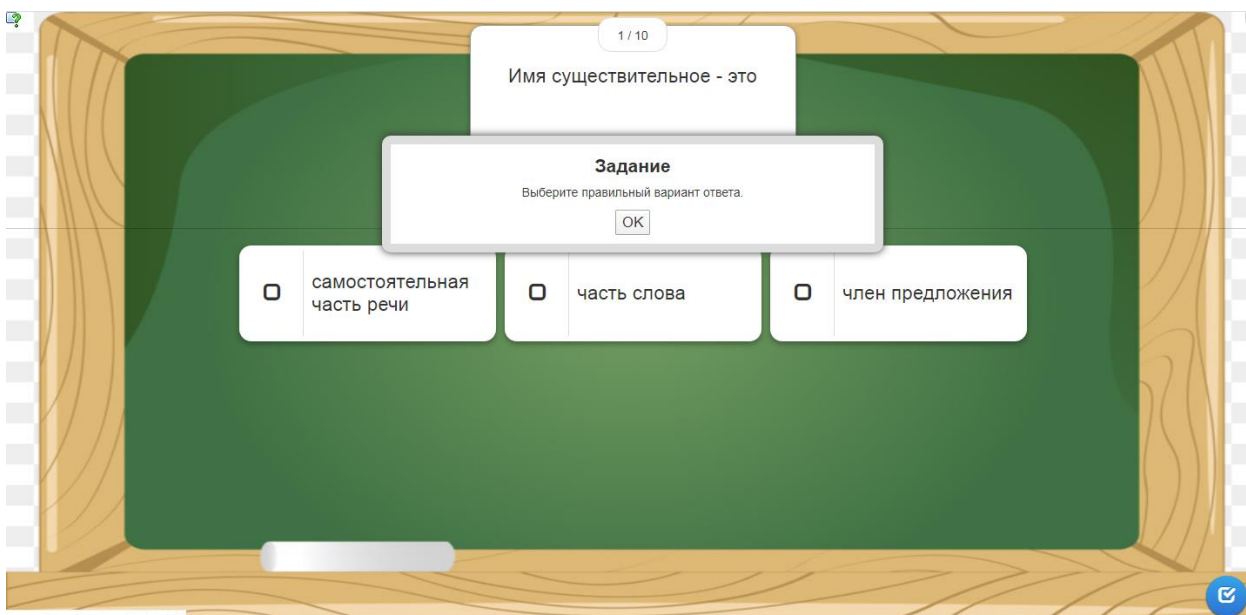 1 / 10
Имя существительное - это
Задание
Выберите правильный вариант ответа.
OK
самостоятельная
часть речи
часть слова
член предложения